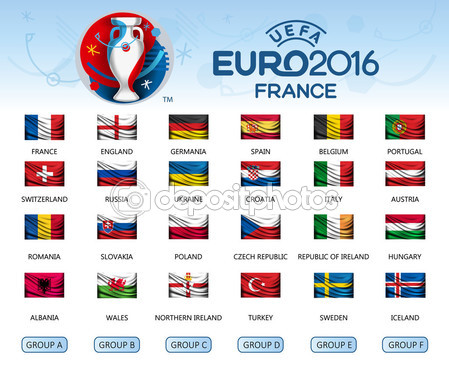 UEFA
EURO2016
FRANCE
TM
FRANCE ENGLAND GERMANIA SPAIN BELGIUM PORTUGAL
SWITZERLAND RUSSIA UKRAINE CROATIA ITALY AUSTRIA
depositphotos
ROMANIA SLOVAKIA POLAND CZECH REPUBLIC REPUBLIC OF IRELAND HUNGARY
ALBANIA WALES NORTHERN IRELAND TURKEY SWEDEN ICELAND
GROUP A GROUP B GROUP C GROUP D GROUP E GROUP F